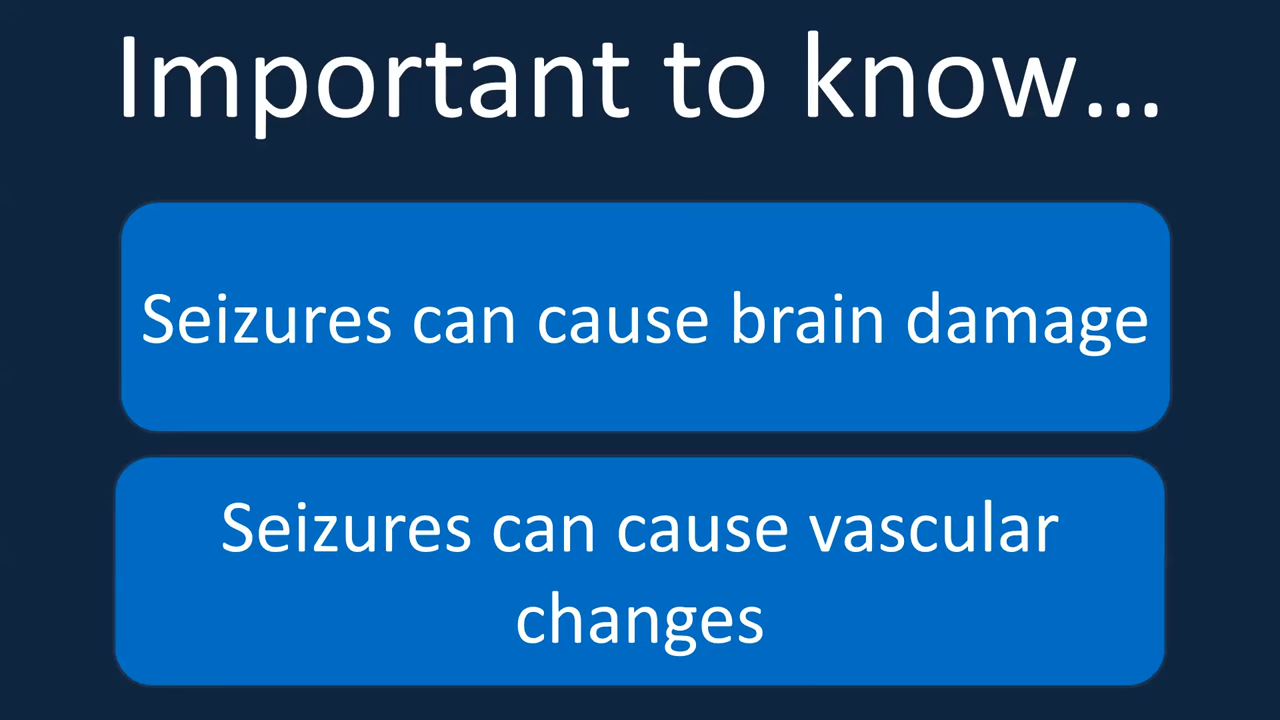 Important to know...
Seizures can cause brain damage
Seizures can cause vascular
changes